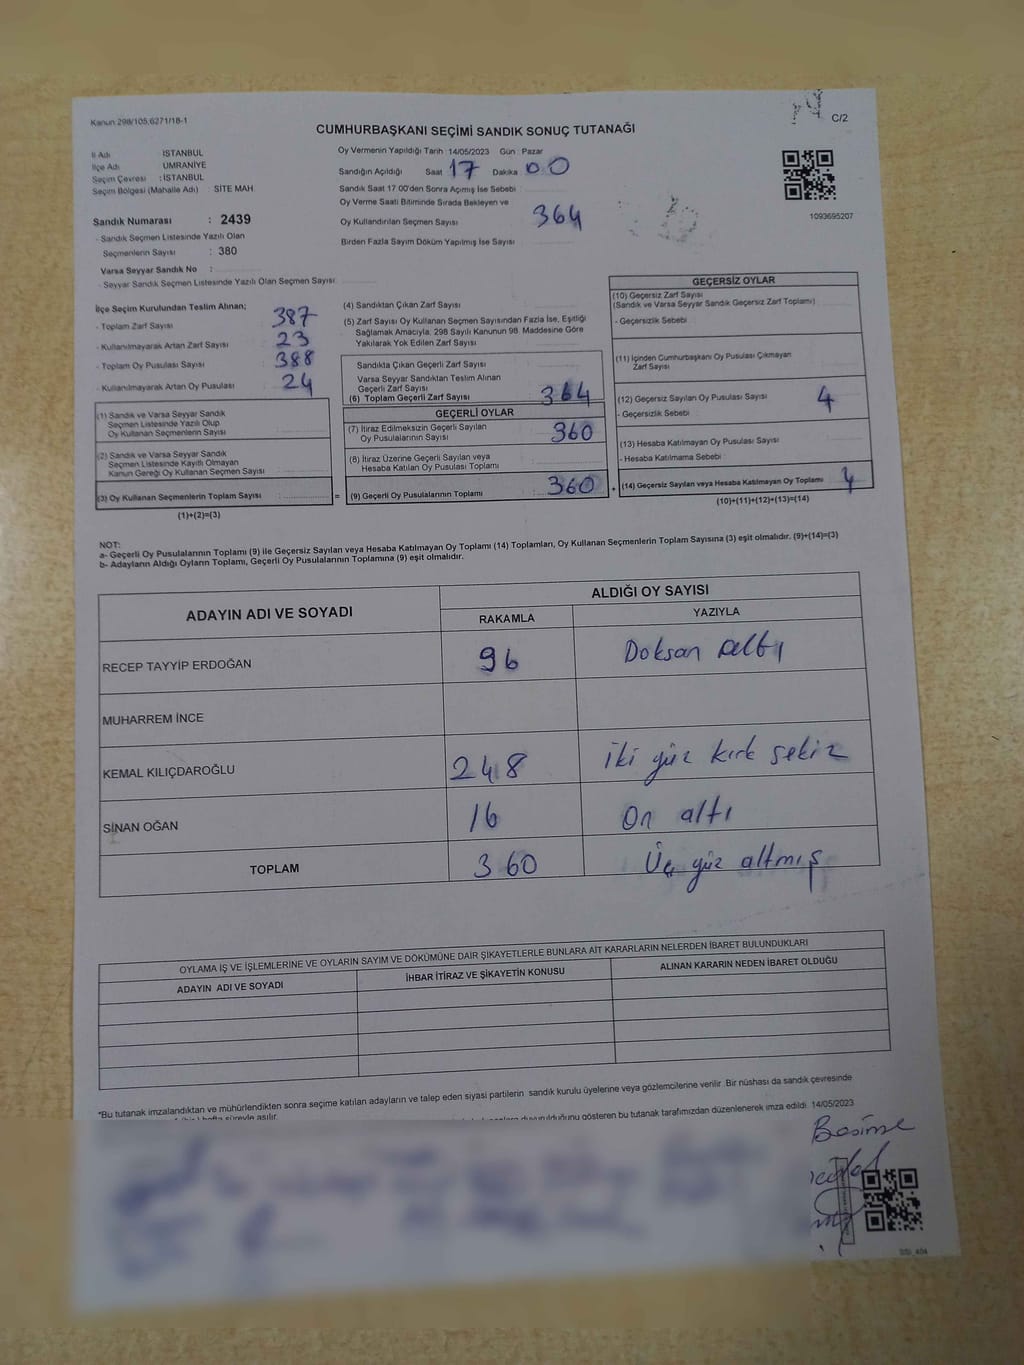 Kanun 298/105,6271/18-1
C/2
CUMHURBAŞKANI SEÇİMİ SANDIK SONUÇ TUTANAĞI
İl Adı : İSTANBUL
İlçe Adı : ÜMRANİYE
Seçim Çevresi : İSTANBUL
Seçim Bölgesi (Mahalle Adı) : SİTE MAH.
Sandık Numarası : 2439
- Sandık Seçmen Listesinde Yazılı Olan
Seçmenlerin Sayısı : 380
Varsa Seyyar Sandık No :
- Seyyar Sandık Seçmen Listesinde Yazılı Olan Seçmen Sayısı:
Oy Vermenin Yapıldığı Tarih 14/05/2023 Gün : Pazar
Sandığın Açıldığı Saat 17 Dakika 00
Sandık Saat 17 00'den Sonra Açımış İse Sebebi :
Oy Verme Saati Bitiminde Sırada Bekleyen ve
Oy Kullandırılan Seçmen Sayısı 364
Birden Fazla Sayım Döküm Yapılmış İse Sayısı
1093695207
İlçe Seçim Kurulundan Teslim Alınan;
- Toplam Zarf Sayısı 387
- Kullanılmayarak Artan Zarf Sayısı 23
- Toplam Oy Pusulası Sayısı 388
- Kullanılmayarak Artan Oy Pusulası 24
(1) Sandık ve Varsa Seyyar Sandık
Seçmen Listesinde Yazılı Olup
Oy Kullanan Seçmenlerin Sayısı
(2) Sandık ve Varsa Seyyar Sandık
Seçmen Listesinde Kayıtlı Olmayan
Kanun Gereği Oy Kullanan Seçmen Sayısı
(3) Oy Kullanan Seçmenlerin Toplam Sayısı : =
(1)+(2)=(3)
(4) Sandıktan Çıkan Zarf Sayısı
(5) Zarf Sayısı Oy Kullanan Seçmen Sayısından Fazla İse, Eşitliği
Sağlamak Amacıyla, 298 Sayılı Kanunun 98. Maddesine Göre
Yakılarak Yok Edilen Zarf Sayısı
Sandıkta Çıkan Geçerli Zarf Sayısı
Varsa Seyyar Sandıktan Teslim Alınan
Geçerli Zarf Sayısı
(6) Toplam Geçerli Zarf Sayısı 364
GEÇERLİ OYLAR
(7) İtiraz Edilmeksizin Geçerli Sayılan
Oy Pusulalarının Sayısı 360
(8) İtiraz Üzerine Geçerli Sayılan veya
Hesaba Katılan Oy Pusulası Toplamı
(9) Geçerli Oy Pusulalarının Toplamı : 360 +
GEÇERSİZ OYLAR
(10) Geçersiz Zarf Sayısı
(Sandık ve Varsa Seyyar Sandık Geçersiz Zarf Toplamı)
- Geçersizlik Sebebi
(11) İçinden Cumhurbaşkanı Oy Pusulası Çıkmayan
Zarf Sayısı
(12) Geçersiz Sayılan Oy Pusulası Sayısı 4
- Geçersizlik Sebebi
(13) Hesaba Katılmayan Oy Pusulası Sayısı
- Hesaba Katılmama Sebebi :
(14) Geçersiz Sayılan veya Hesaba Katılmayan Oy Toplamı 4
(10)+(11)+(12)+(13)=(14)
NOT:
a- Geçerli Oy Pusulalarının Toplamı (9) ile Geçersiz Sayılan veya Hesaba Katılmayan Oy Toplamı (14) Toplamları, Oy Kullanan Seçmenlerin Toplam Sayısına (3) eşit olmalıdır. (9)+(14)=(3)
b- Adayların Aldığı Oyların Toplamı, Geçerli Oy Pusulalarının Toplamına (9) eşit olmalıdır.
ADAYIN ADI VE SOYADI
ALDIĞI OY SAYISI
RAKAMLA YAZIYLA
RECEP TAYYİP ERDOĞAN 96 Doksan altı
MUHARREM İNCE
KEMAL KILIÇDAROĞLU 248 iki yüz kırk sekiz
SİNAN OĞAN 16 On altı
TOPLAM 360 Üç yüz altmış
OYLAMA İŞ VE İŞLEMLERİNE VE OYLARIN SAYIM VE DÖKÜMÜNE DAİR ŞİKAYETLERLE BUNLARA AİT KARARLARIN NELERDEN İBARET BULUNDUKLARI
ADAYIN ADI VE SOYADI İHBAR İTİRAZ VE ŞİKAYETİN KONUSU ALINAN KARARIN NEDEN İBARET OLDUĞU
*Bu tutanak imzalandıktan ve mühürlendikten sonra seçime katılan adayların ve talep eden siyasi partilerin sandık kurulu üyelerine veya gözlemcilerine verilir. Bir nüshası da sandık çevresinde
hafta süreyle asılır.
duyurulduğunu gösteren bu tutanak tarafımızdan düzenlenerek imza edildi. 14/05/2023